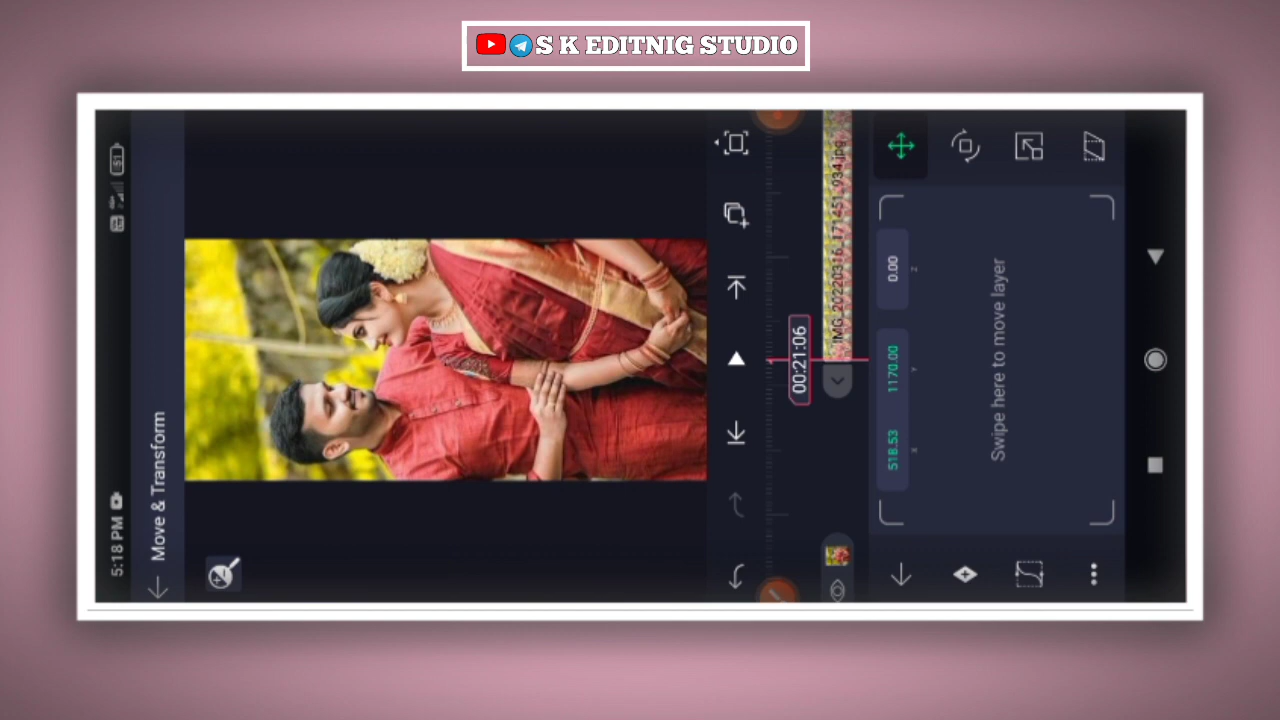 S K EDITNIG STUDIO
5:18 PM
51
Move & Transform
00:21:06
IMG_20220316_171451_934.jpg
518.53
1170.00
0.00
X
Y
Z
Swipe here to move layer